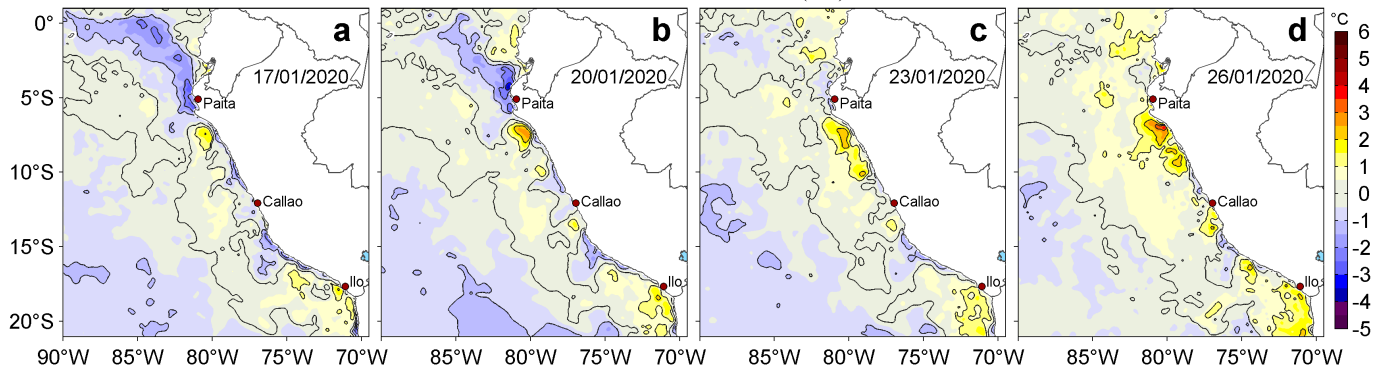 a
17/01/2020
Paita
Callao
Ilo
b
20/01/2020
Paita
Callao
Ilo
c
23/01/2020
Paita
Callao
Ilo
d
26/01/2020
Paita
Callao
Ilo
0°
5°S
10°S
15°S
20°S
90°W 85°W 80°W 75°W 70°W
85°W 80°W 75°W 70°W
85°W 80°W 75°W 70°W
85°W 80°W 75°W 70°W
°C
6
5
4
3
2
1
0
-1
-2
-3
-4
-5